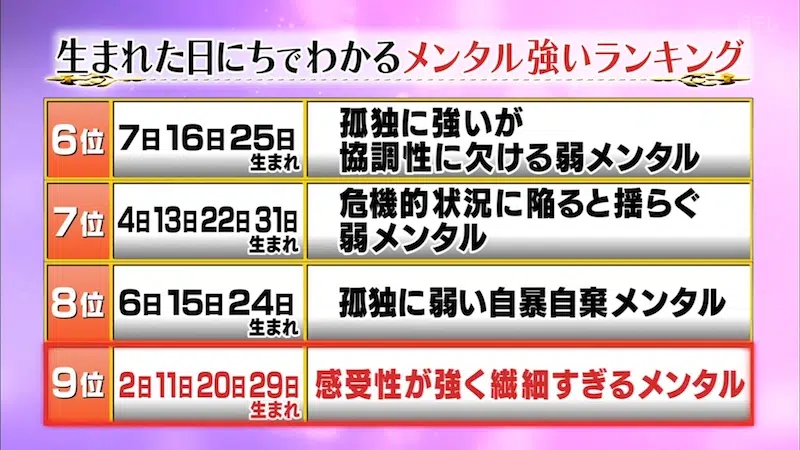 生まれた日にちでわかるメンタル強いランキング
6位
7日16日25日
生まれ
孤独に強いが
協調性に欠ける弱メンタル
7位
4日13日22日31日
生まれ
危機的状況に陥ると揺らぐ
弱メンタル
8位
6日15日24日
生まれ
孤独に弱い自暴自棄メンタル
9位
2日11日20日29日
生まれ
感受性が強く繊細すぎるメンタル